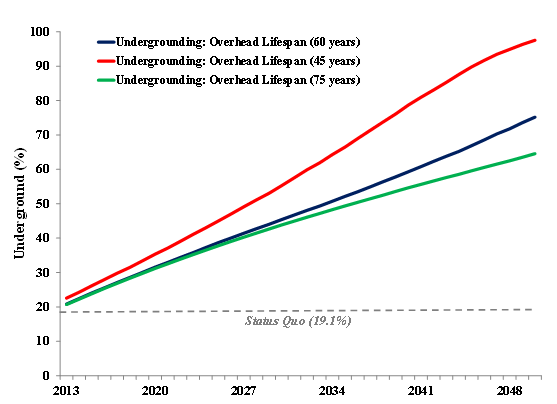 100
90
80
70
60
50
40
30
20
10
0
Underground (%)
Undergrounding: Overhead Lifespan (60 years)
Undergrounding: Overhead Lifespan (45 years)
Undergrounding: Overhead Lifespan (75 years)
Status Quo (19.1%)
2013 2020 2027 2034 2041 2048